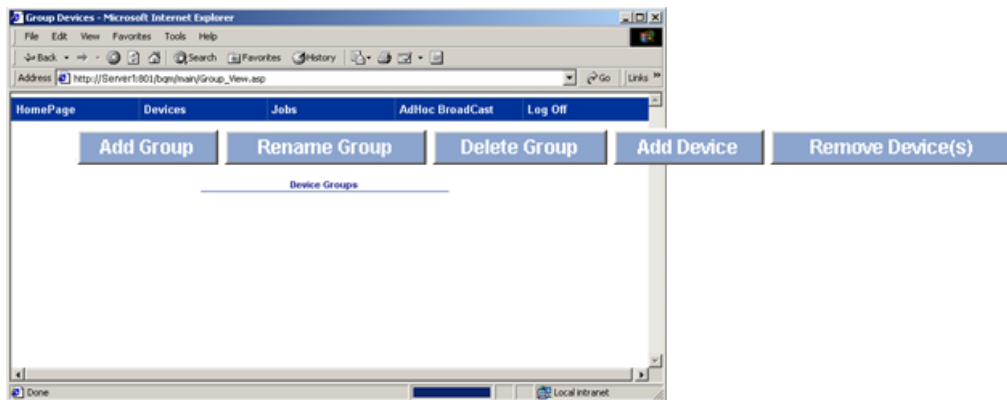 Group Devices - Microsoft Internet Explorer
File Edit View Favorites Tools Help
Back Search Favorites History
Address http://Server1:801/bqm/main/Group_View.asp Go Links »
HomePage Devices Jobs AdHoc BroadCast Log Off
Add Group Rename Group Delete Group Add Device Remove Device(s)
Device Groups
Done Local intranet